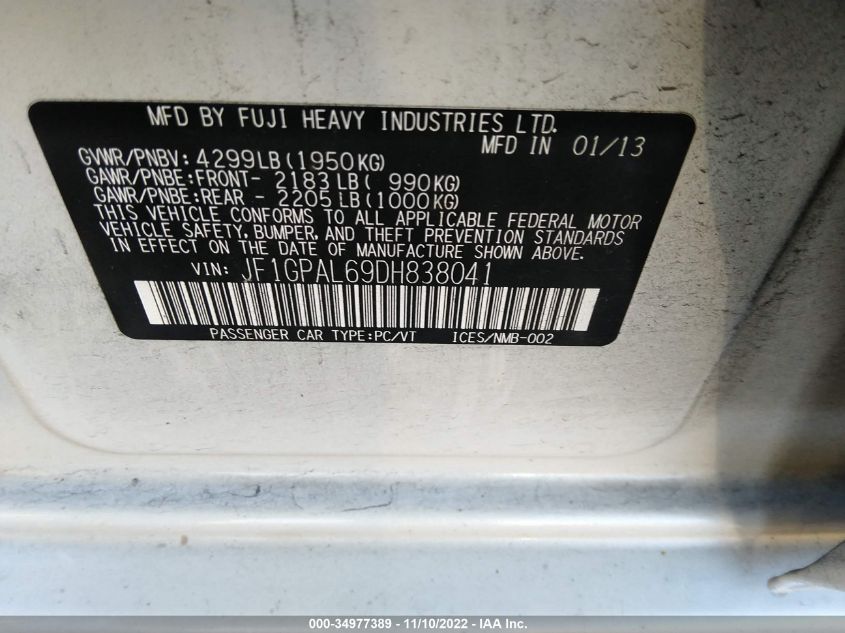 MFD BY FUJI HEAVY INDUSTRIES LTD.
MFD IN 01/13
GVWR/PNBV: 4299LB (1950KG)
GAWR/PNBE:FRONT- 2183 LB( 990KG)
GAWR/PNBE:REAR - 2205 LB (1000KG)
THIS VEHICLE CONFORMS TO ALL APPLICABLE FEDERAL MOTOR
VEHICLE SAFETY, BUMPER, AND THEFT PREVENTION STANDARDS
IN EFFECT ON THE DATE OF MANUFACTURE SHOWN ABOVE.
VIN: JF1GPAL69DH838041
PASSENGER CAR TYPE:PC/VT ICES/NMB-002
000-34977389 - 11/10/2022 - IAA Inc.